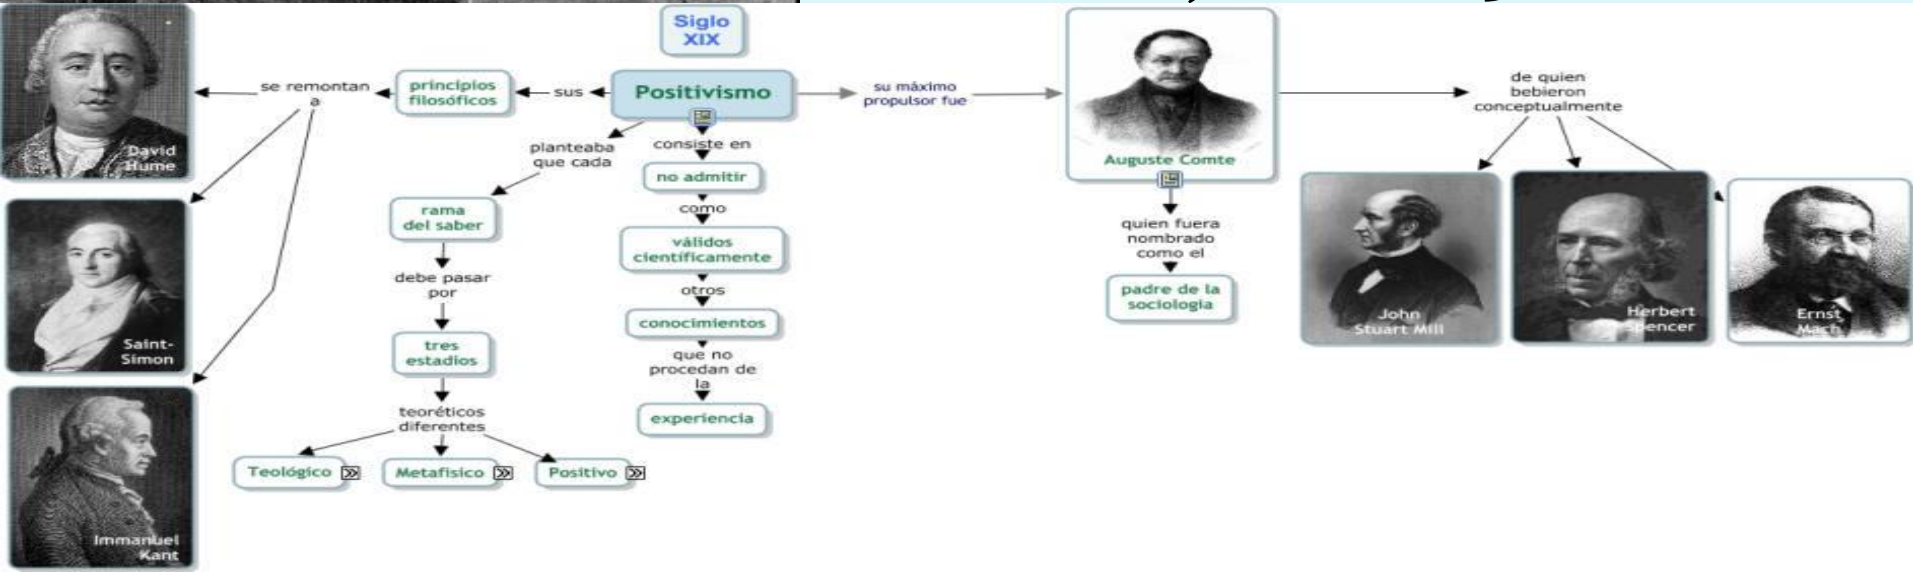 Siglo
XIX
Positivismo
sus
principios
filosóficos
se remontan
a
David
Hume
Saint-
Simon
Immanuel
Kant
planteaba
que cada
rama
del saber
debe pasar
por
tres
estadios
teoréticos
diferentes
Teológico
Metafisico
Positivo
consiste en
no admitir
como
válidos
científicamente
otros
conocimientos
que no
procedan de
la
experiencia
su máximo
propulsor fue
Auguste Comte
quien fuera
nombrado
como el
padre de la
sociologia
de quien
bebieron
conceptualmente
John
Stuart Mill
Herbert
Spencer
Ernst
Mach